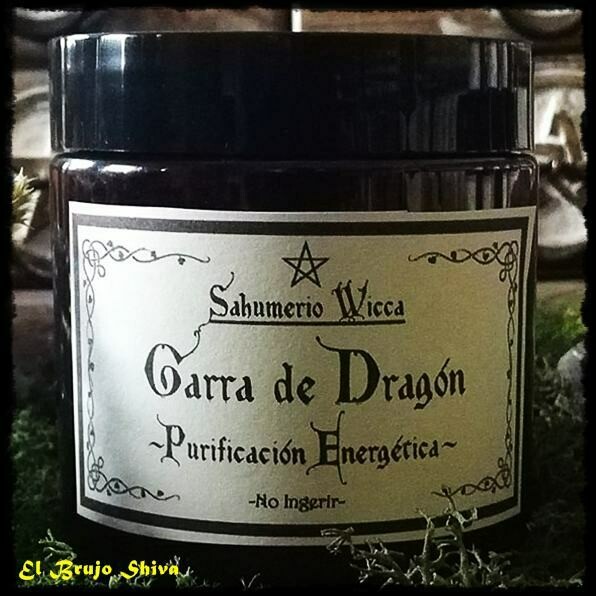 Sahumerio Wicca
Garra de Dragón
~Purificación Energética~
-No Ingerir-
El Brujo Shiva